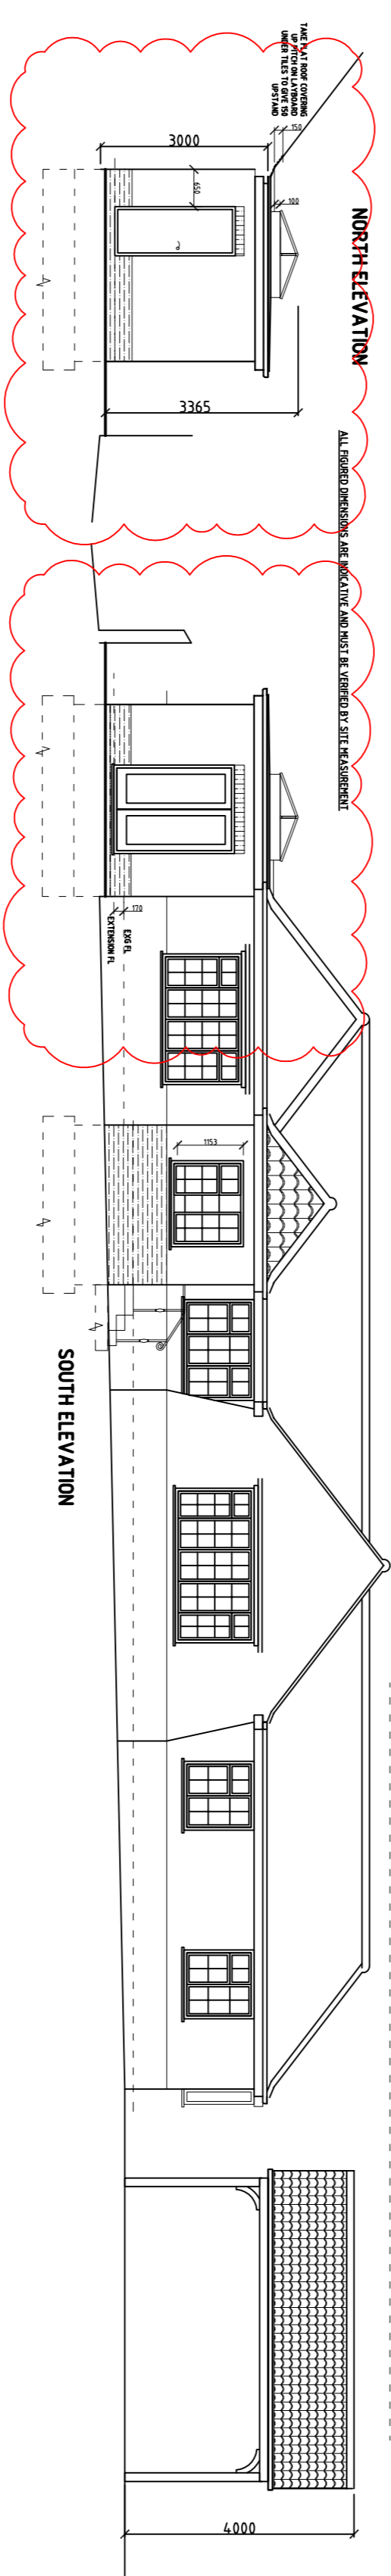 TAKE FLAT ROOF COVERING
UP PITCH ON LAYBOARD
UNDER TILES TO GIVE 150
UPSTAND
150
100
3000
650
NORTH ELEVATION
3365
ALL FIGURED DIMENSIONS ARE INDICATIVE AND MUST BE VERIFIED BY SITE MEASUREMENT
170
EXG FL
EXTENSION FL
1153
SOUTH ELEVATION
4000